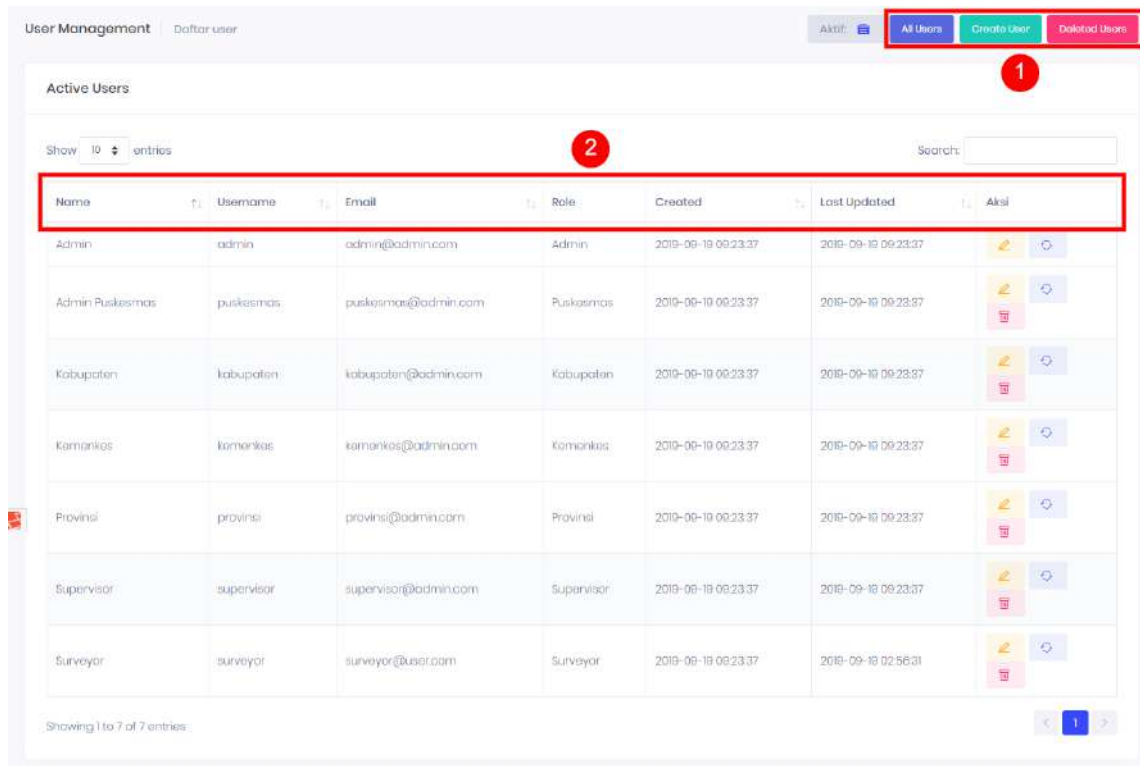 User Management Daftar user Aktif: All Users Create User Deleted Users
1
Active Users
2
Show 10 entries Search:
Name Username Email Role Created Last Updated Aksi
Admin admin admin@admin.com Admin 2019-09-19 09:23:37 2019-09-19 09:23:37
Admin Puskesmas puskesmas puskesmas@admin.com Puskesmas 2019-09-19 09:23:37 2019-09-19 09:23:37
Kabupaten kabupaten kabupaten@admin.com Kabupaten 2019-09-19 09:23:37 2019-09-19 09:23:37
Kemenkes kemenkes kemenkes@admin.com Kemenkes 2019-09-19 09:23:37 2019-09-19 09:23:37
Provinsi provinsi provinsi@admin.com Provinsi 2019-09-19 09:23:37 2019-09-19 09:23:37
Supervisor supervisor supervisor@admin.com Supervisor 2019-09-19 09:23:37 2019-09-19 09:23:37
Surveyor surveyor surveyor@user.com Surveyor 2019-09-19 09:23:37 2019-09-19 02:56:31
Showing 1 to 7 of 7 entries 1